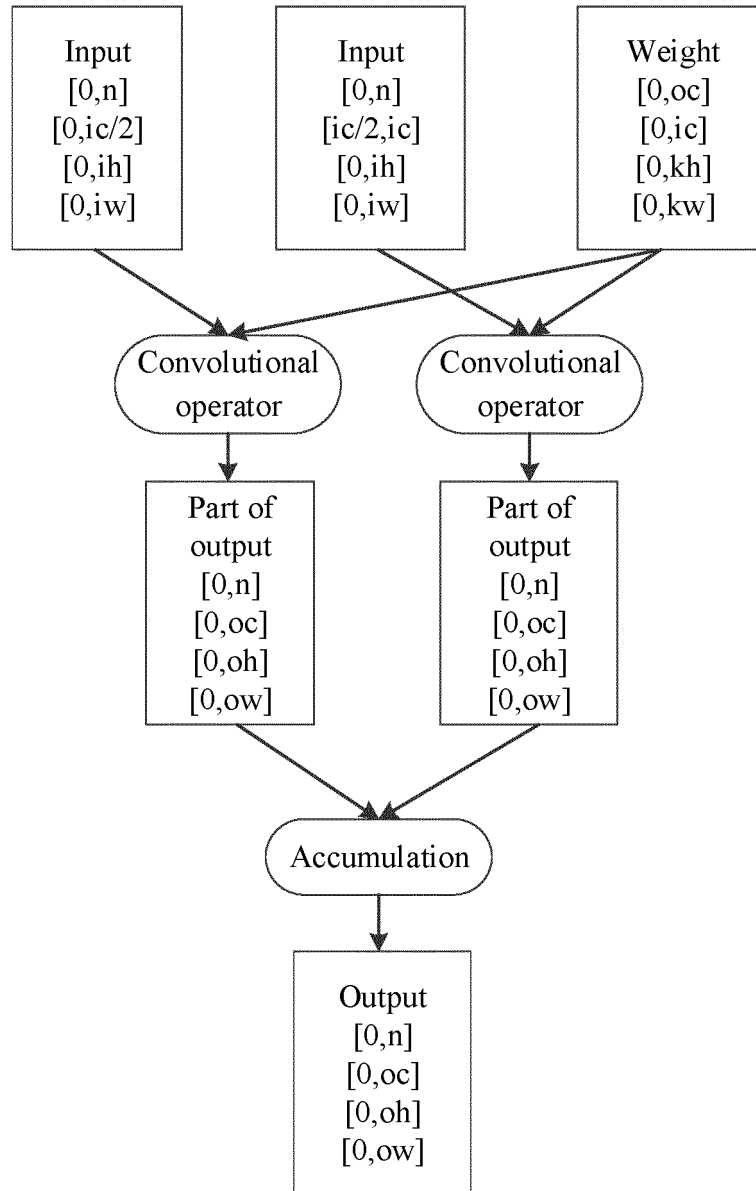 Input
[0,n]
[0,ic/2]
[0,ih]
[0,iw]
Input
[0,n]
[ic/2,ic]
[0,ih]
[0,iw]
Weight
[0,oc]
[0,ic]
[0,kh]
[0,kw]
Convolutional
operator
Convolutional
operator
Part of
output
[0,n]
[0,oc]
[0,oh]
[0,ow]
Part of
output
[0,n]
[0,oc]
[0,oh]
[0,ow]
Accumulation
Output
[0,n]
[0,oc]
[0,oh]
[0,ow]